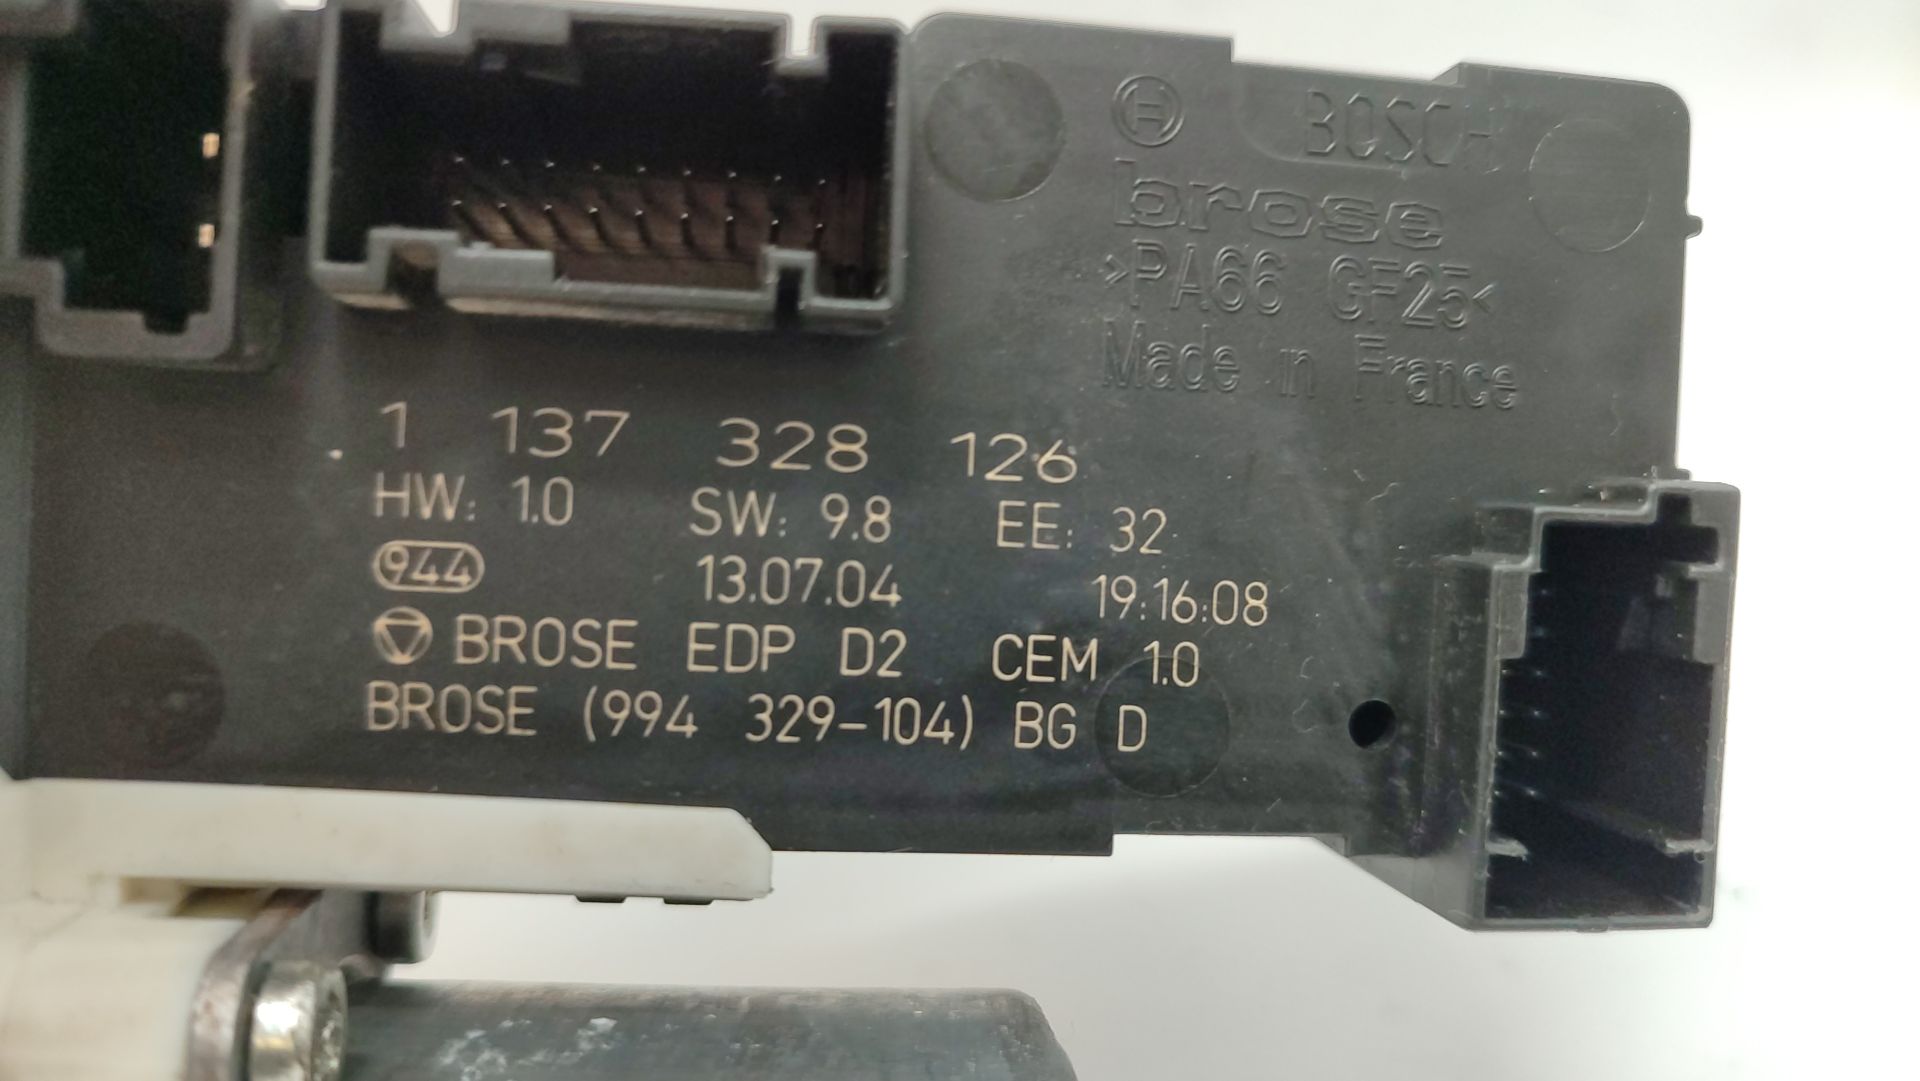 BOSCH
brose
>PA66 GF25<
Made in France
1 137 328 126
HW: 1.0 SW: 9.8 EE: 32
944 13.07.04 19:16:08
BROSE EDP D2 CEM 1.0
BROSE (994 329-104) BG D